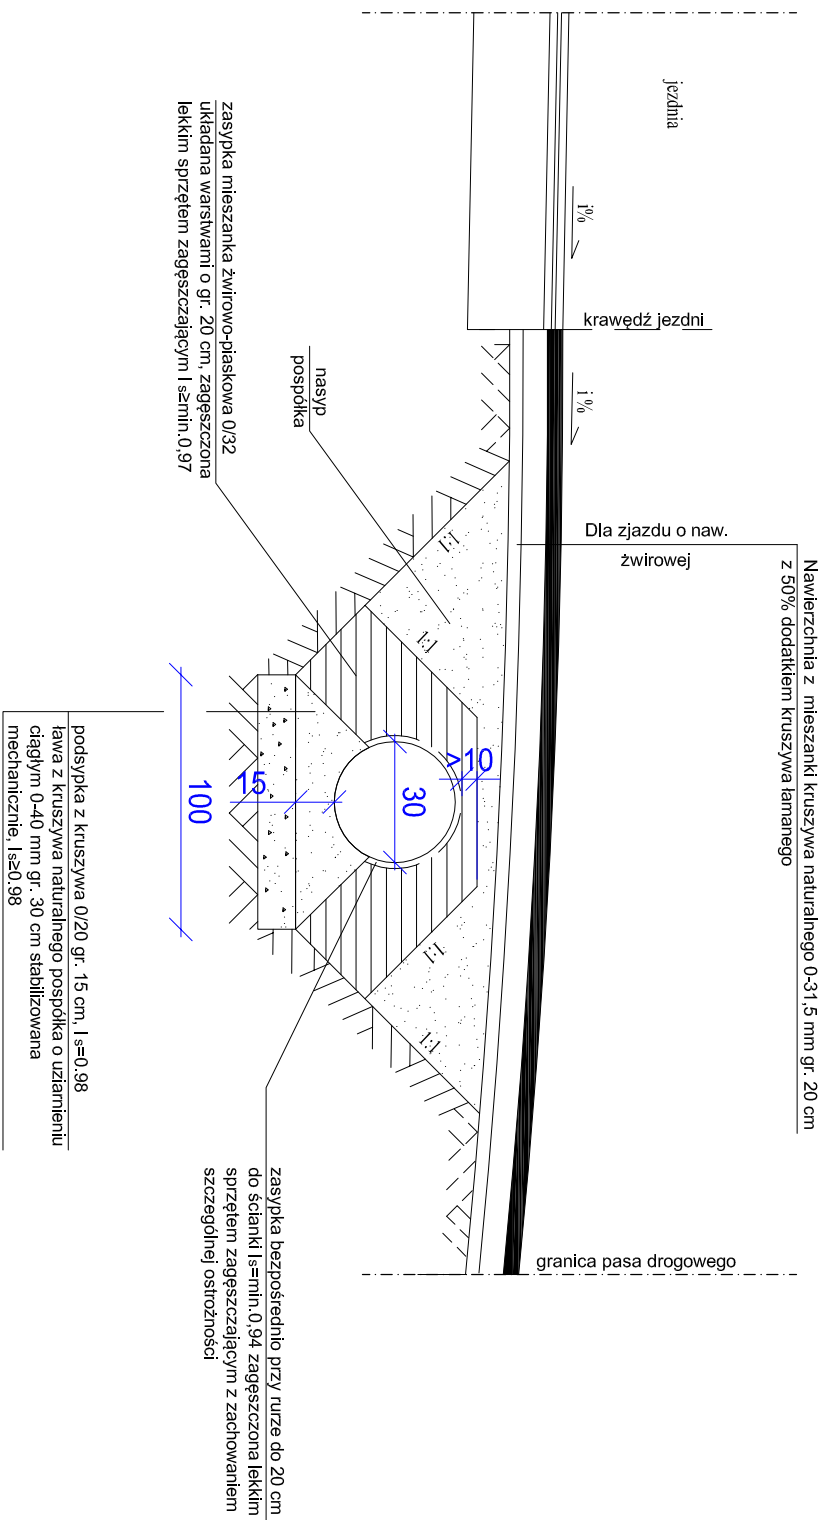 jezdnia
i%
krawędź jezdni
i%
Dla zjazdu o naw.
żwirowej
Nawierzchnia z mieszanki kruszywa naturalnego 0-31,5 mm gr. 20 cm
z 50% dodatkiem kruszywa łamanego
zasypka mieszanka żwirowo-piaskowa 0/32
układana warstwami o gr. 20 cm, zagęszczona
lekkim sprzętem zagęszczającym Is≥min.0,97
nasyp
pospółka
1:1
1:1
>10
30
15
100
1:1
1:1
podsypka z kruszywa 0/20 gr. 15 cm, Is=0.98
ława z kruszywa naturalnego pospółka o uziarnieniu
ciągłym 0-40 mm gr. 30 cm stabilizowana
mechanicznie, Is≥0.98
zasypka bezpośrednio przy rurze do 20 cm
do ścianki Is=min.0,94 zagęszczona lekkim
sprzętem zagęszczającym z zachowaniem
szczególnej ostrożności
granica pasa drogowego